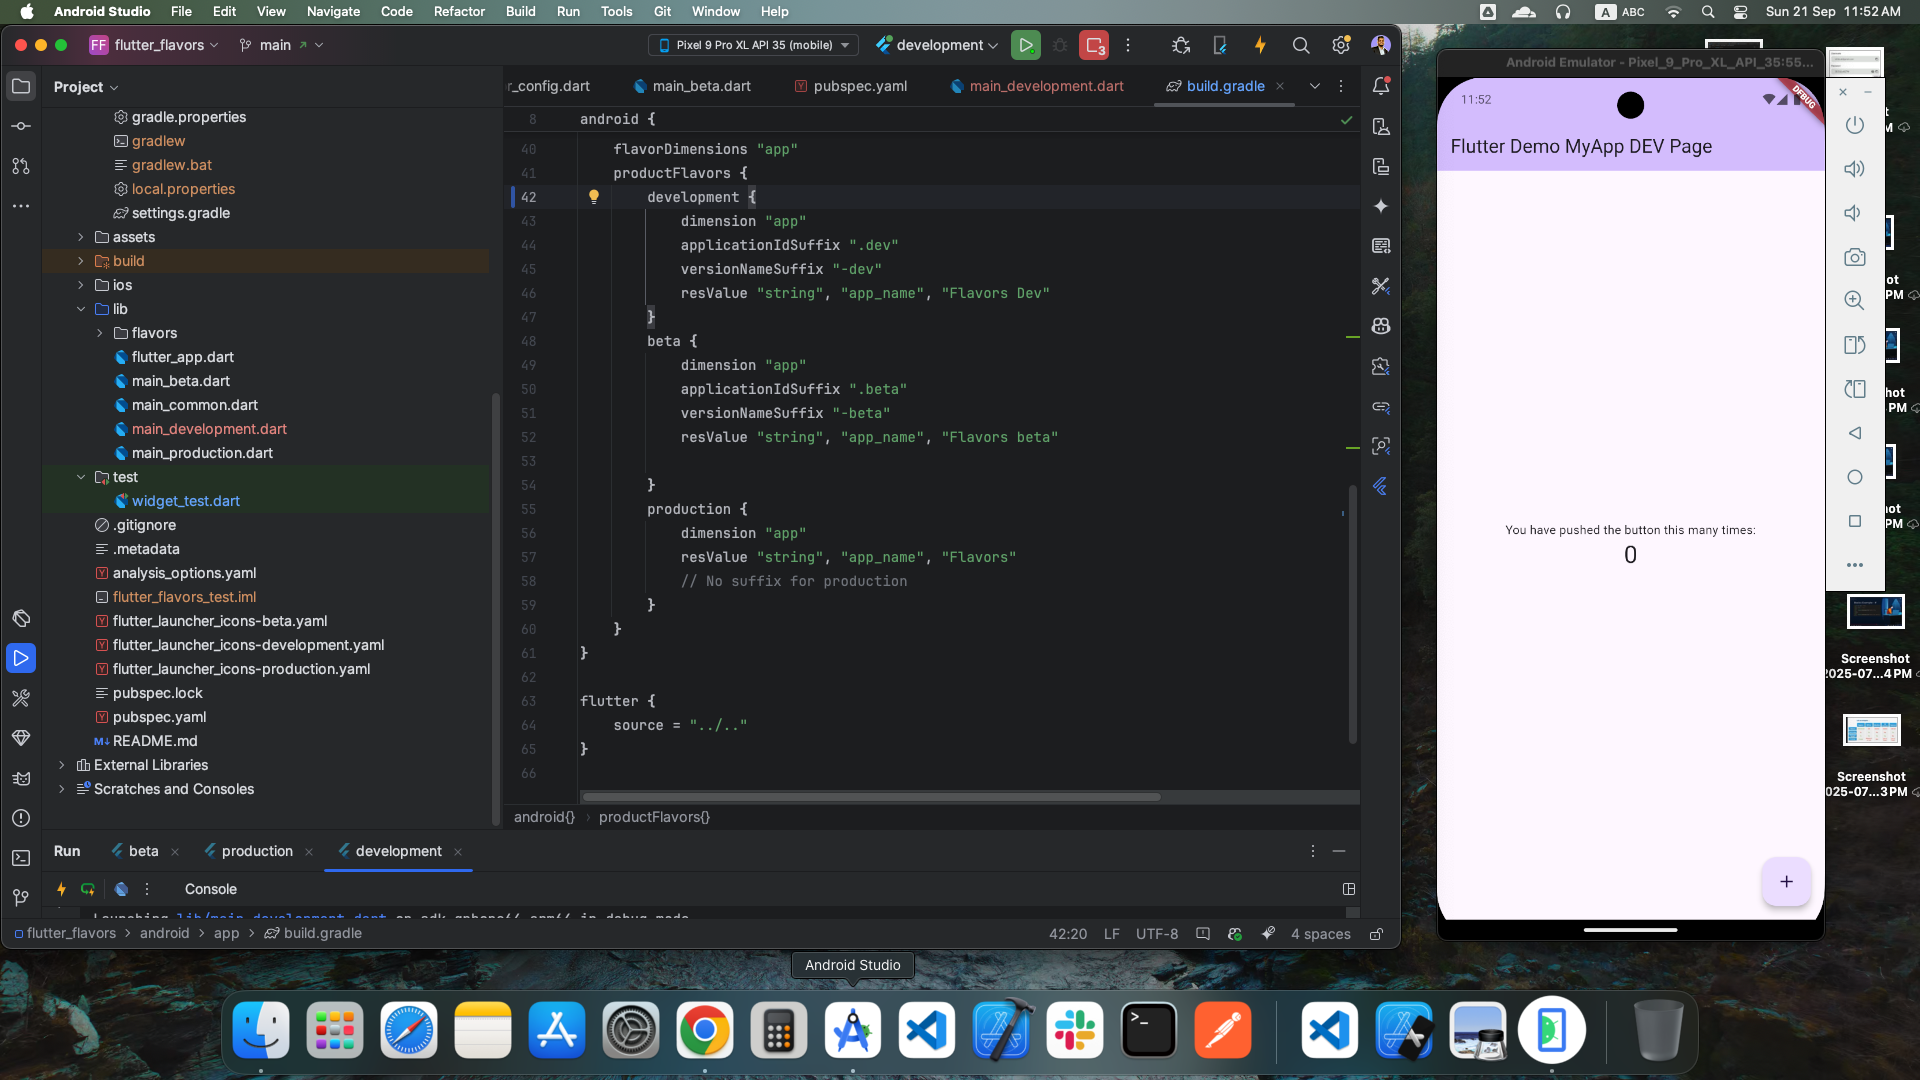 Android Studio File Edit View Navigate Code Refactor Build Run Tools Git Window Help
A ABC Sun 21 Sep 11:52 AM
FF flutter_flavors main
Pixel 9 Pro XL API 35 (mobile) development 3
Project
gradle.properties
gradlew
gradlew.bat
local.properties
settings.gradle
assets
build
ios
lib
flavors
flutter_app.dart
main_beta.dart
main_common.dart
main_development.dart
main_production.dart
test
widget_test.dart
.gitignore
.metadata
analysis_options.yaml
flutter_flavors_test.iml
flutter_launcher_icons-beta.yaml
flutter_launcher_icons-development.yaml
flutter_launcher_icons-production.yaml
pubspec.lock
pubspec.yaml
README.md
External Libraries
Scratches and Consoles
r_config.dart main_beta.dart pubspec.yaml main_development.dart build.gradle
8 android {
40 flavorDimensions "app"
41 productFlavors {
42 development {
43 dimension "app"
44 applicationIdSuffix ".dev"
45 versionNameSuffix "-dev"
46 resValue "string", "app_name", "Flavors Dev"
47 }
48 beta {
49 dimension "app"
50 applicationIdSuffix ".beta"
51 versionNameSuffix "-beta"
52 resValue "string", "app_name", "Flavors beta"
53
54 }
55 production {
56 dimension "app"
57 resValue "string", "app_name", "Flavors"
58 // No suffix for production
59 }
60 }
61 }
62
63 flutter {
64 source = "../.."
65 }
66
android{} › productFlavors{}
Run beta production development
Console
flutter_flavors > android > app > build.gradle
42:20 LF UTF-8 4 spaces
Android Studio
Android Emulator - Pixel_9_Pro_XL_API_35:55...
11:52
DEBUG
Flutter Demo MyApp DEV Page
You have pushed the button this many times:
0
+
Screenshot
2025-07...4 PM
Screenshot
2025-07...3 PM